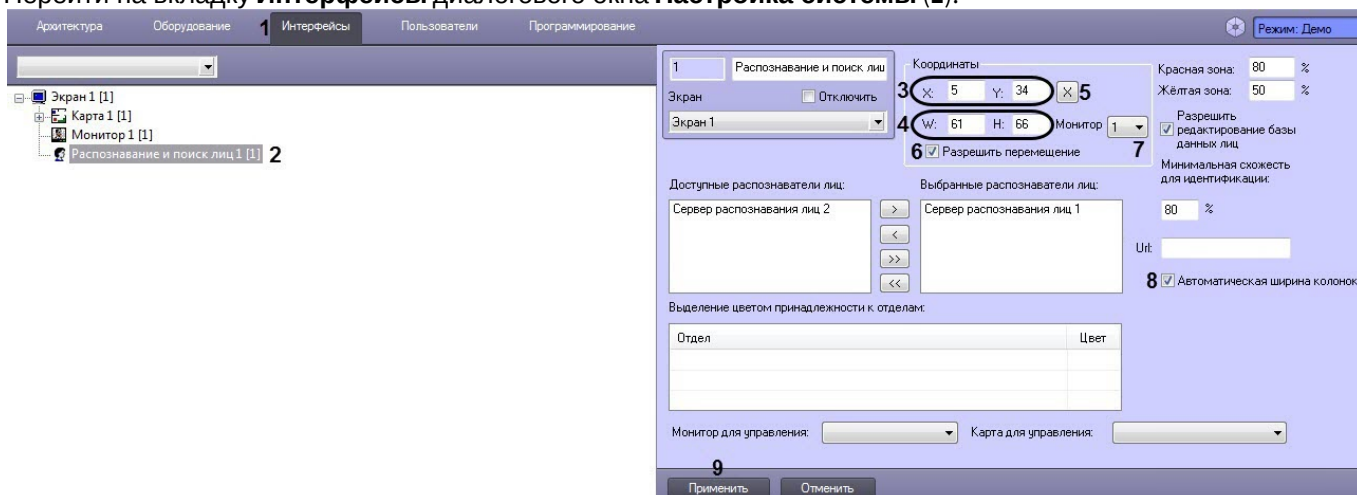 Перейти на вкладку Интерфейсы диалогового окна Настройка системы (1).
Архитектура Оборудование 1 Интерфейсы Пользователи Программирование Режим: Демо
1 Распознавание и поиск лиц
Экран Отключить
Экран 1
Координаты
3 X: 5 Y: 34 X 5
4 W: 61 H: 66 Монитор 1
6 Разрешить перемещение 7
Красная зона: 80 %
Жёлтая зона: 50 %
Разрешить
редактирование базы
данных лиц
Минимальная схожесть
для идентификации:
80 %
Url:
8 Автоматическая ширина колонок
Экран 1 [1]
Карта 1 [1]
Монитор 1 [1]
Распознавание и поиск лиц 1 [1] 2
Доступные распознаватели лиц: Выбранные распознаватели лиц:
Сервер распознавания лиц 2 > Сервер распознавания лиц 1
<
>>
<<
Выделение цветом принадлежности к отделам:
Отдел Цвет
Монитор для управления: Карта для управления:
9
Применить Отменить